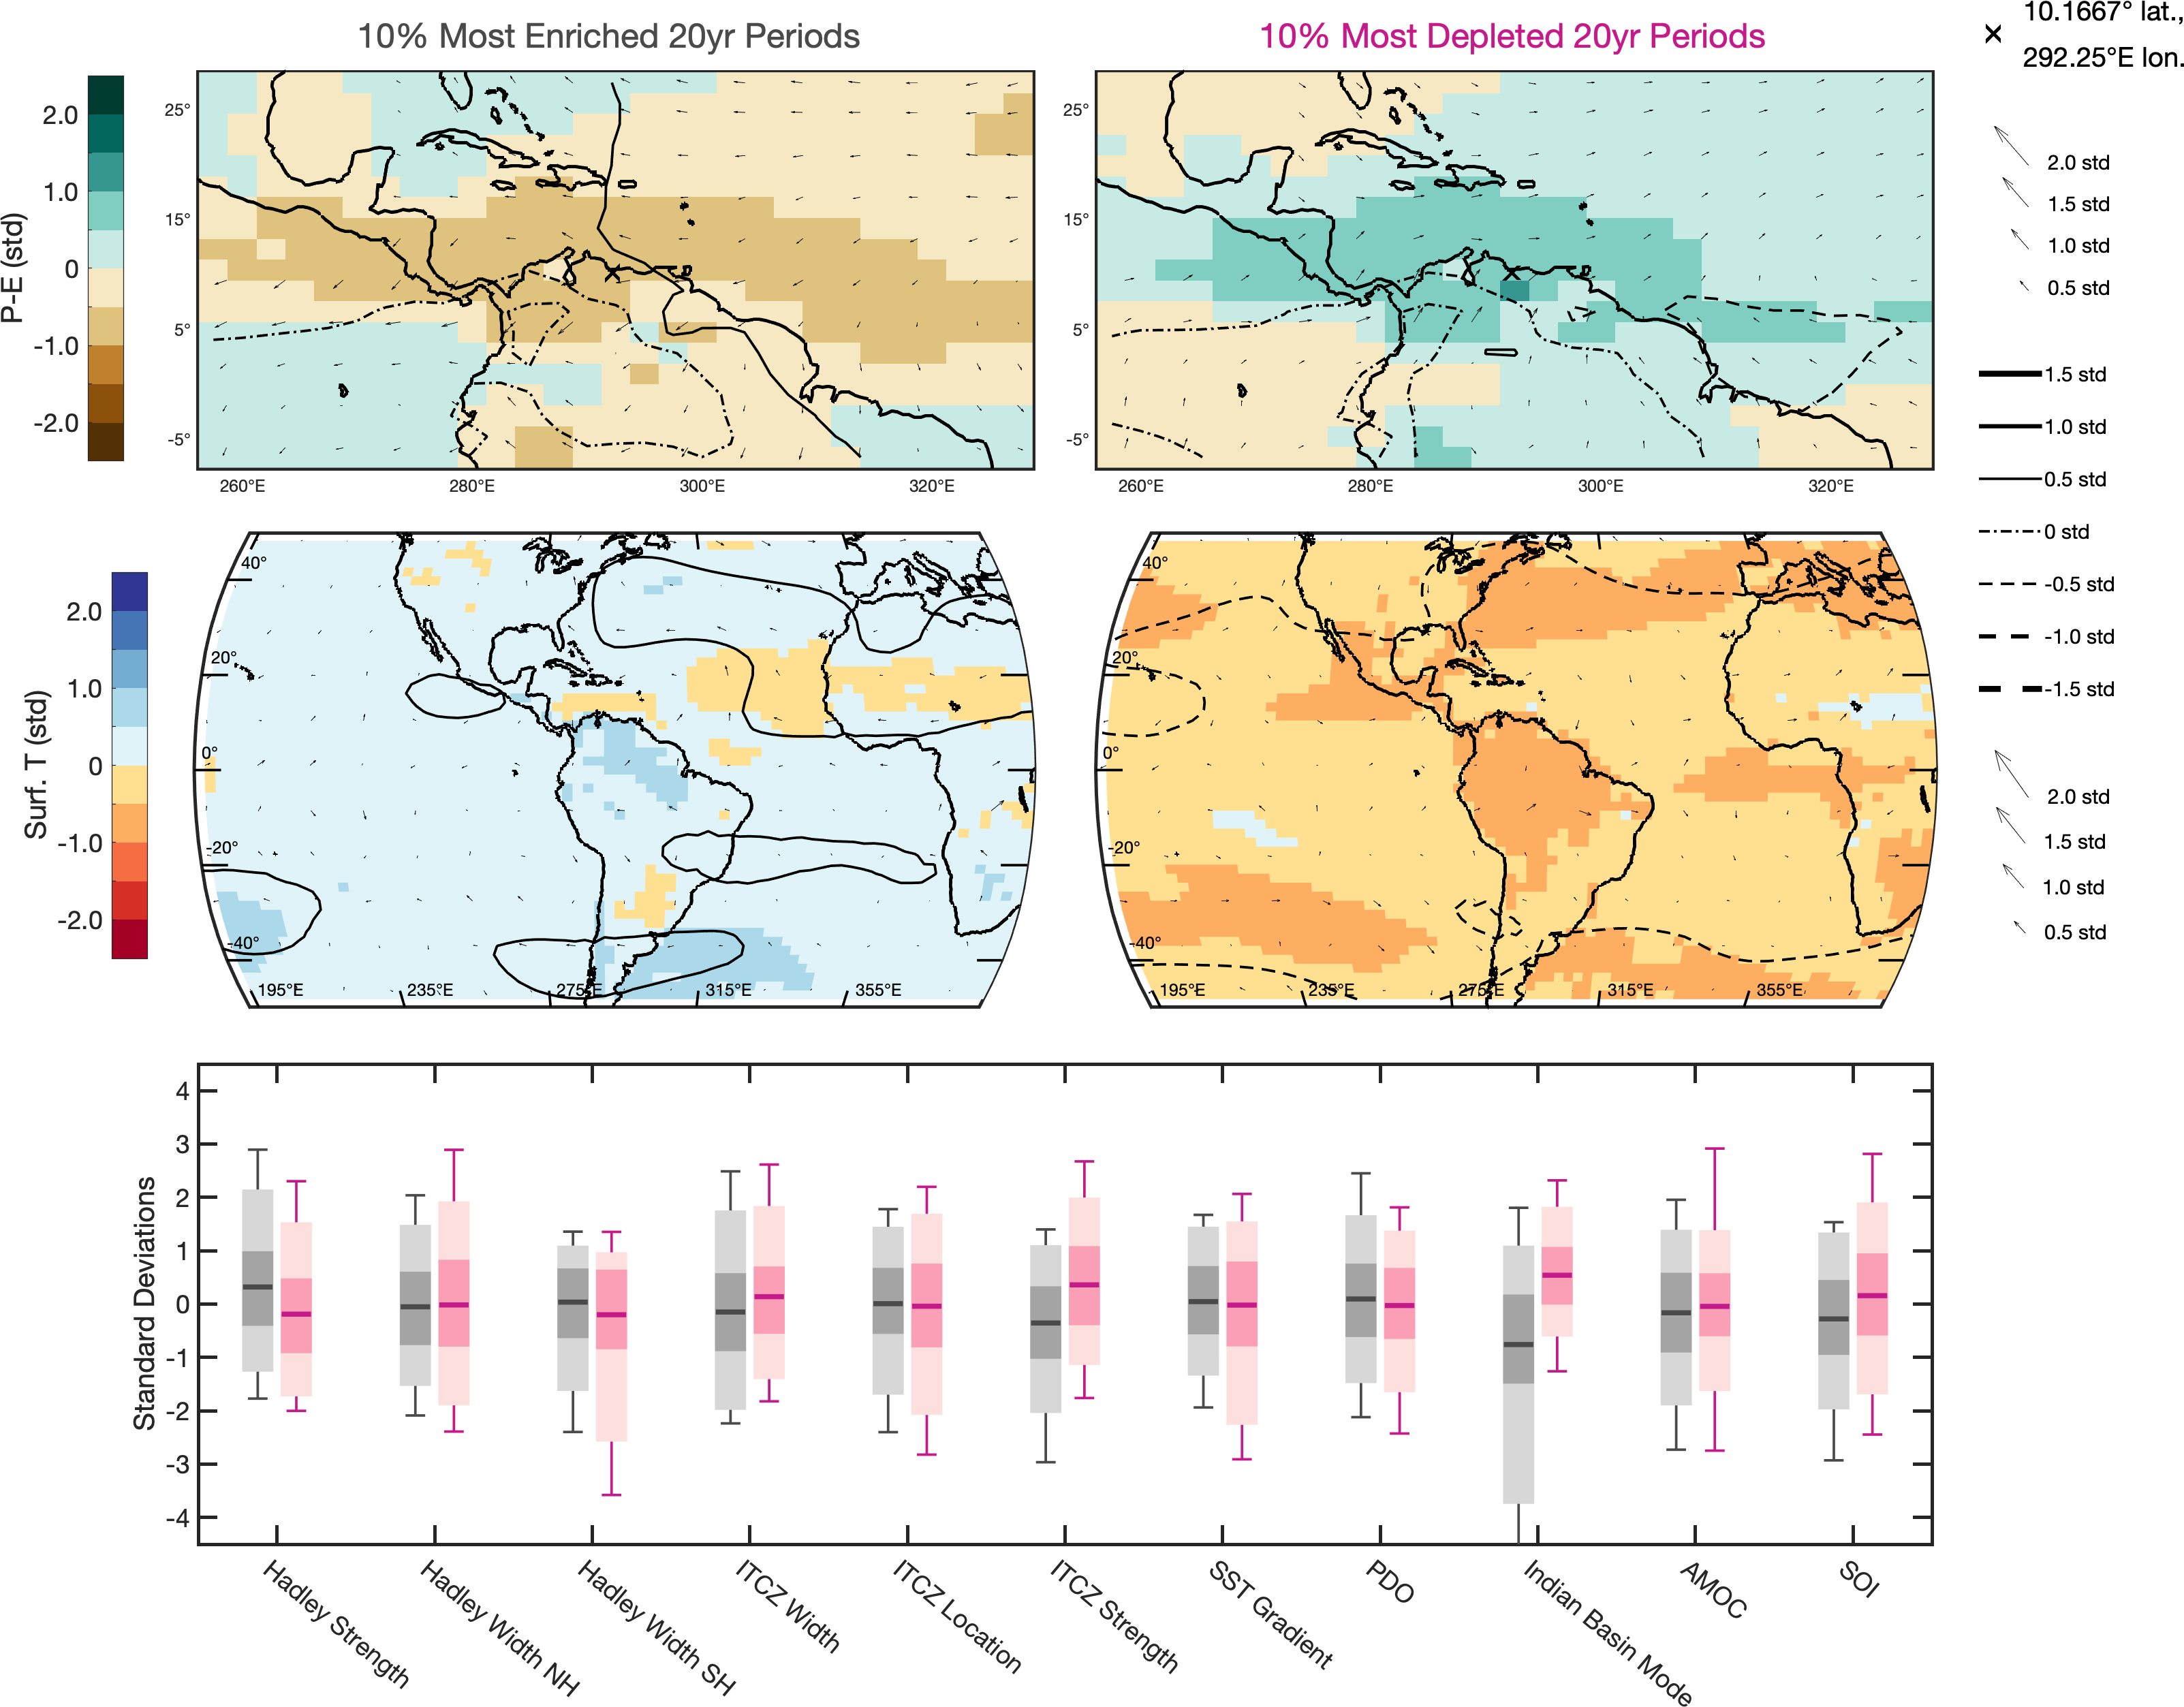 10% Most Enriched 20yr Periods
10% Most Depleted 20yr Periods
10.1667° lat.,
292.25°E lon.
P-E (std)
2.0
1.0
0
-1.0
-2.0
25°
15°
5°
-5°
260°E
280°E
300°E
320°E
25°
15°
5°
-5°
260°E
280°E
300°E
320°E
2.0 std
1.5 std
1.0 std
0.5 std
1.5 std
1.0 std
0.5 std
0 std
-0.5 std
-1.0 std
-1.5 std
Surf. T (std)
2.0
1.0
0
-1.0
-2.0
40°
20°
0°
-20°
-40°
195°E
235°E
275°E
315°E
355°E
40°
20°
0°
-20°
-40°
195°E
235°E
275°E
315°E
355°E
2.0 std
1.5 std
1.0 std
0.5 std
Standard Deviations
4
3
2
1
0
-1
-2
-3
-4
Hadley Strength
Hadley Width NH
Hadley Width SH
ITCZ Width
ITCZ Location
ITCZ Strength
SST Gradient
PDO
Indian Basin Mode
AMOC
SOI